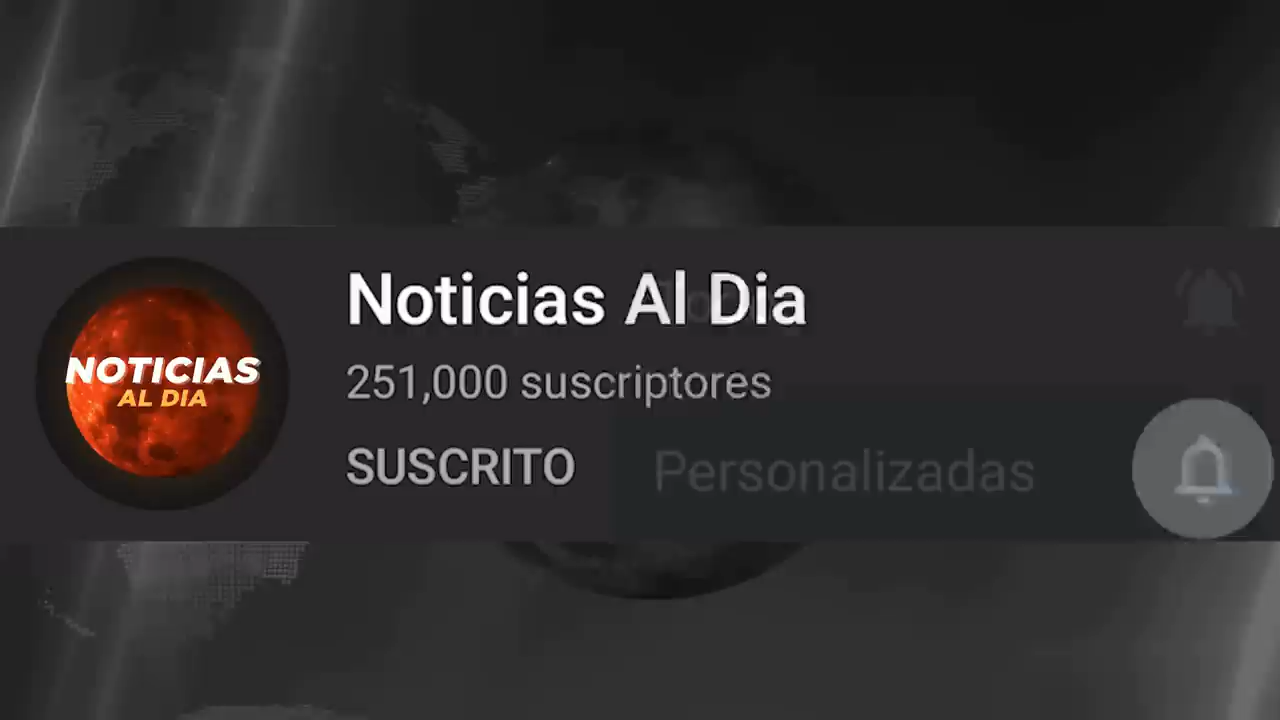 Noticias Al Dia
251,000 suscriptores
SUSCRITO
Personalizadas
NOTICIAS
AL DIA